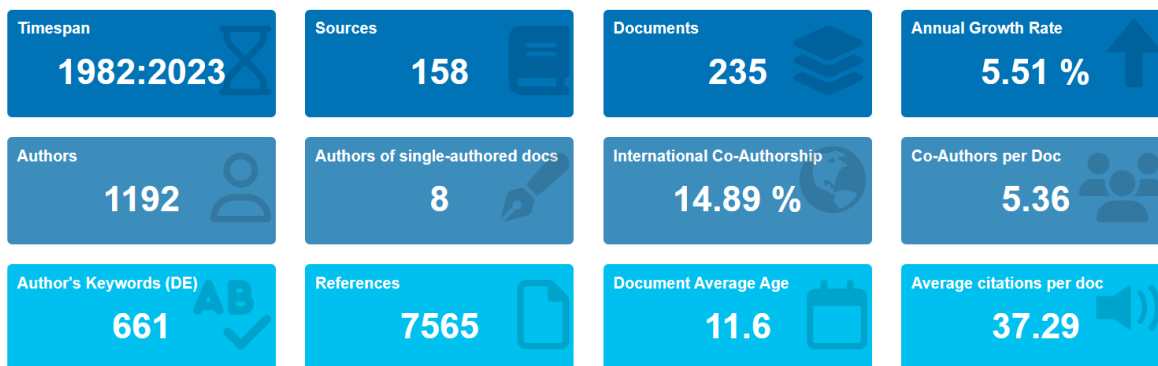 Timespan
1982:2023
Sources
158
Documents
235
Annual Growth Rate
5.51 %
Authors
1192
Authors of single-authored docs
8
International Co-Authorship
14.89 %
Co-Authors per Doc
5.36
Author's Keywords (DE)
661
AB
References
7565
Document Average Age
11.6
Average citations per doc
37.29